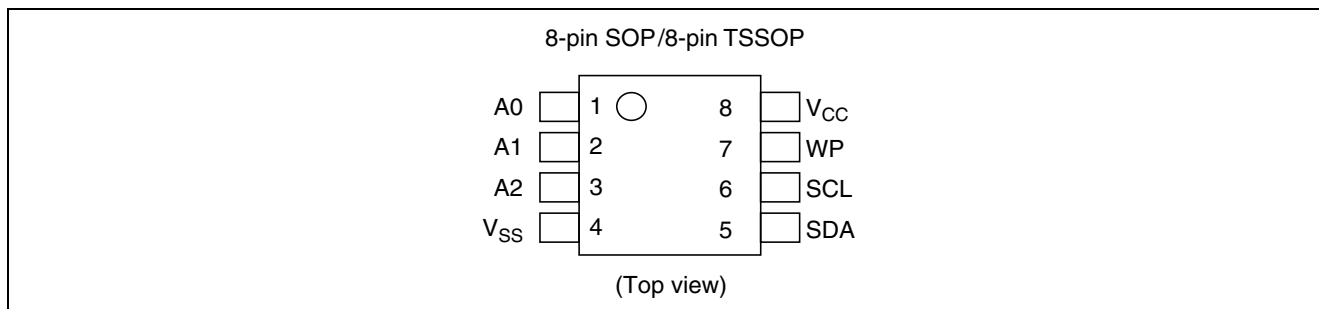 8-pin SOP/8-pin TSSOP
A0 1 8 VCC
A1 2 7 WP
A2 3 6 SCL
VSS 4 5 SDA
(Top view)